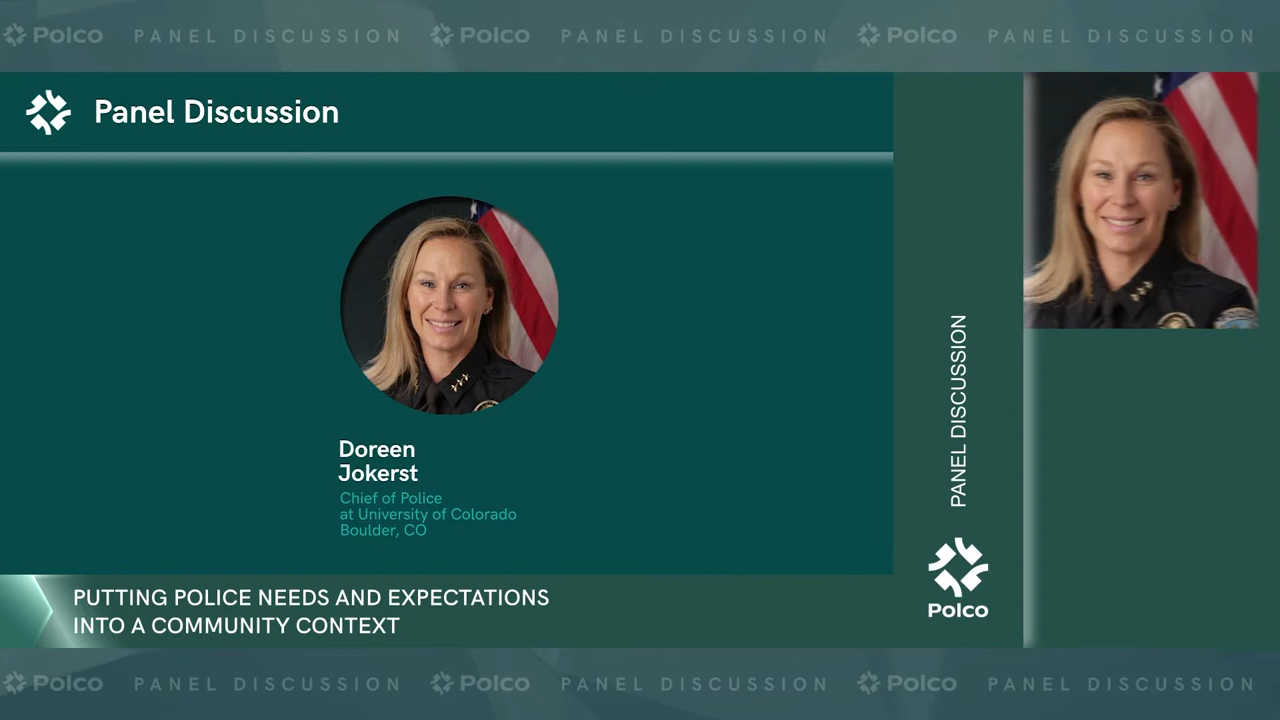 Polco PANEL DISCUSSION Polco PANEL DISCUSSION Polco PANEL DISCUSSION
Panel Discussion
Doreen
Jokerst
Chief of Police
at University of Colorado
Boulder, CO
PUTTING POLICE NEEDS AND EXPECTATIONS
INTO A COMMUNITY CONTEXT
PANEL DISCUSSION
Polco
Polco PANEL DISCUSSION Polco PANEL DISCUSSION Polco PANEL DISCUSSION